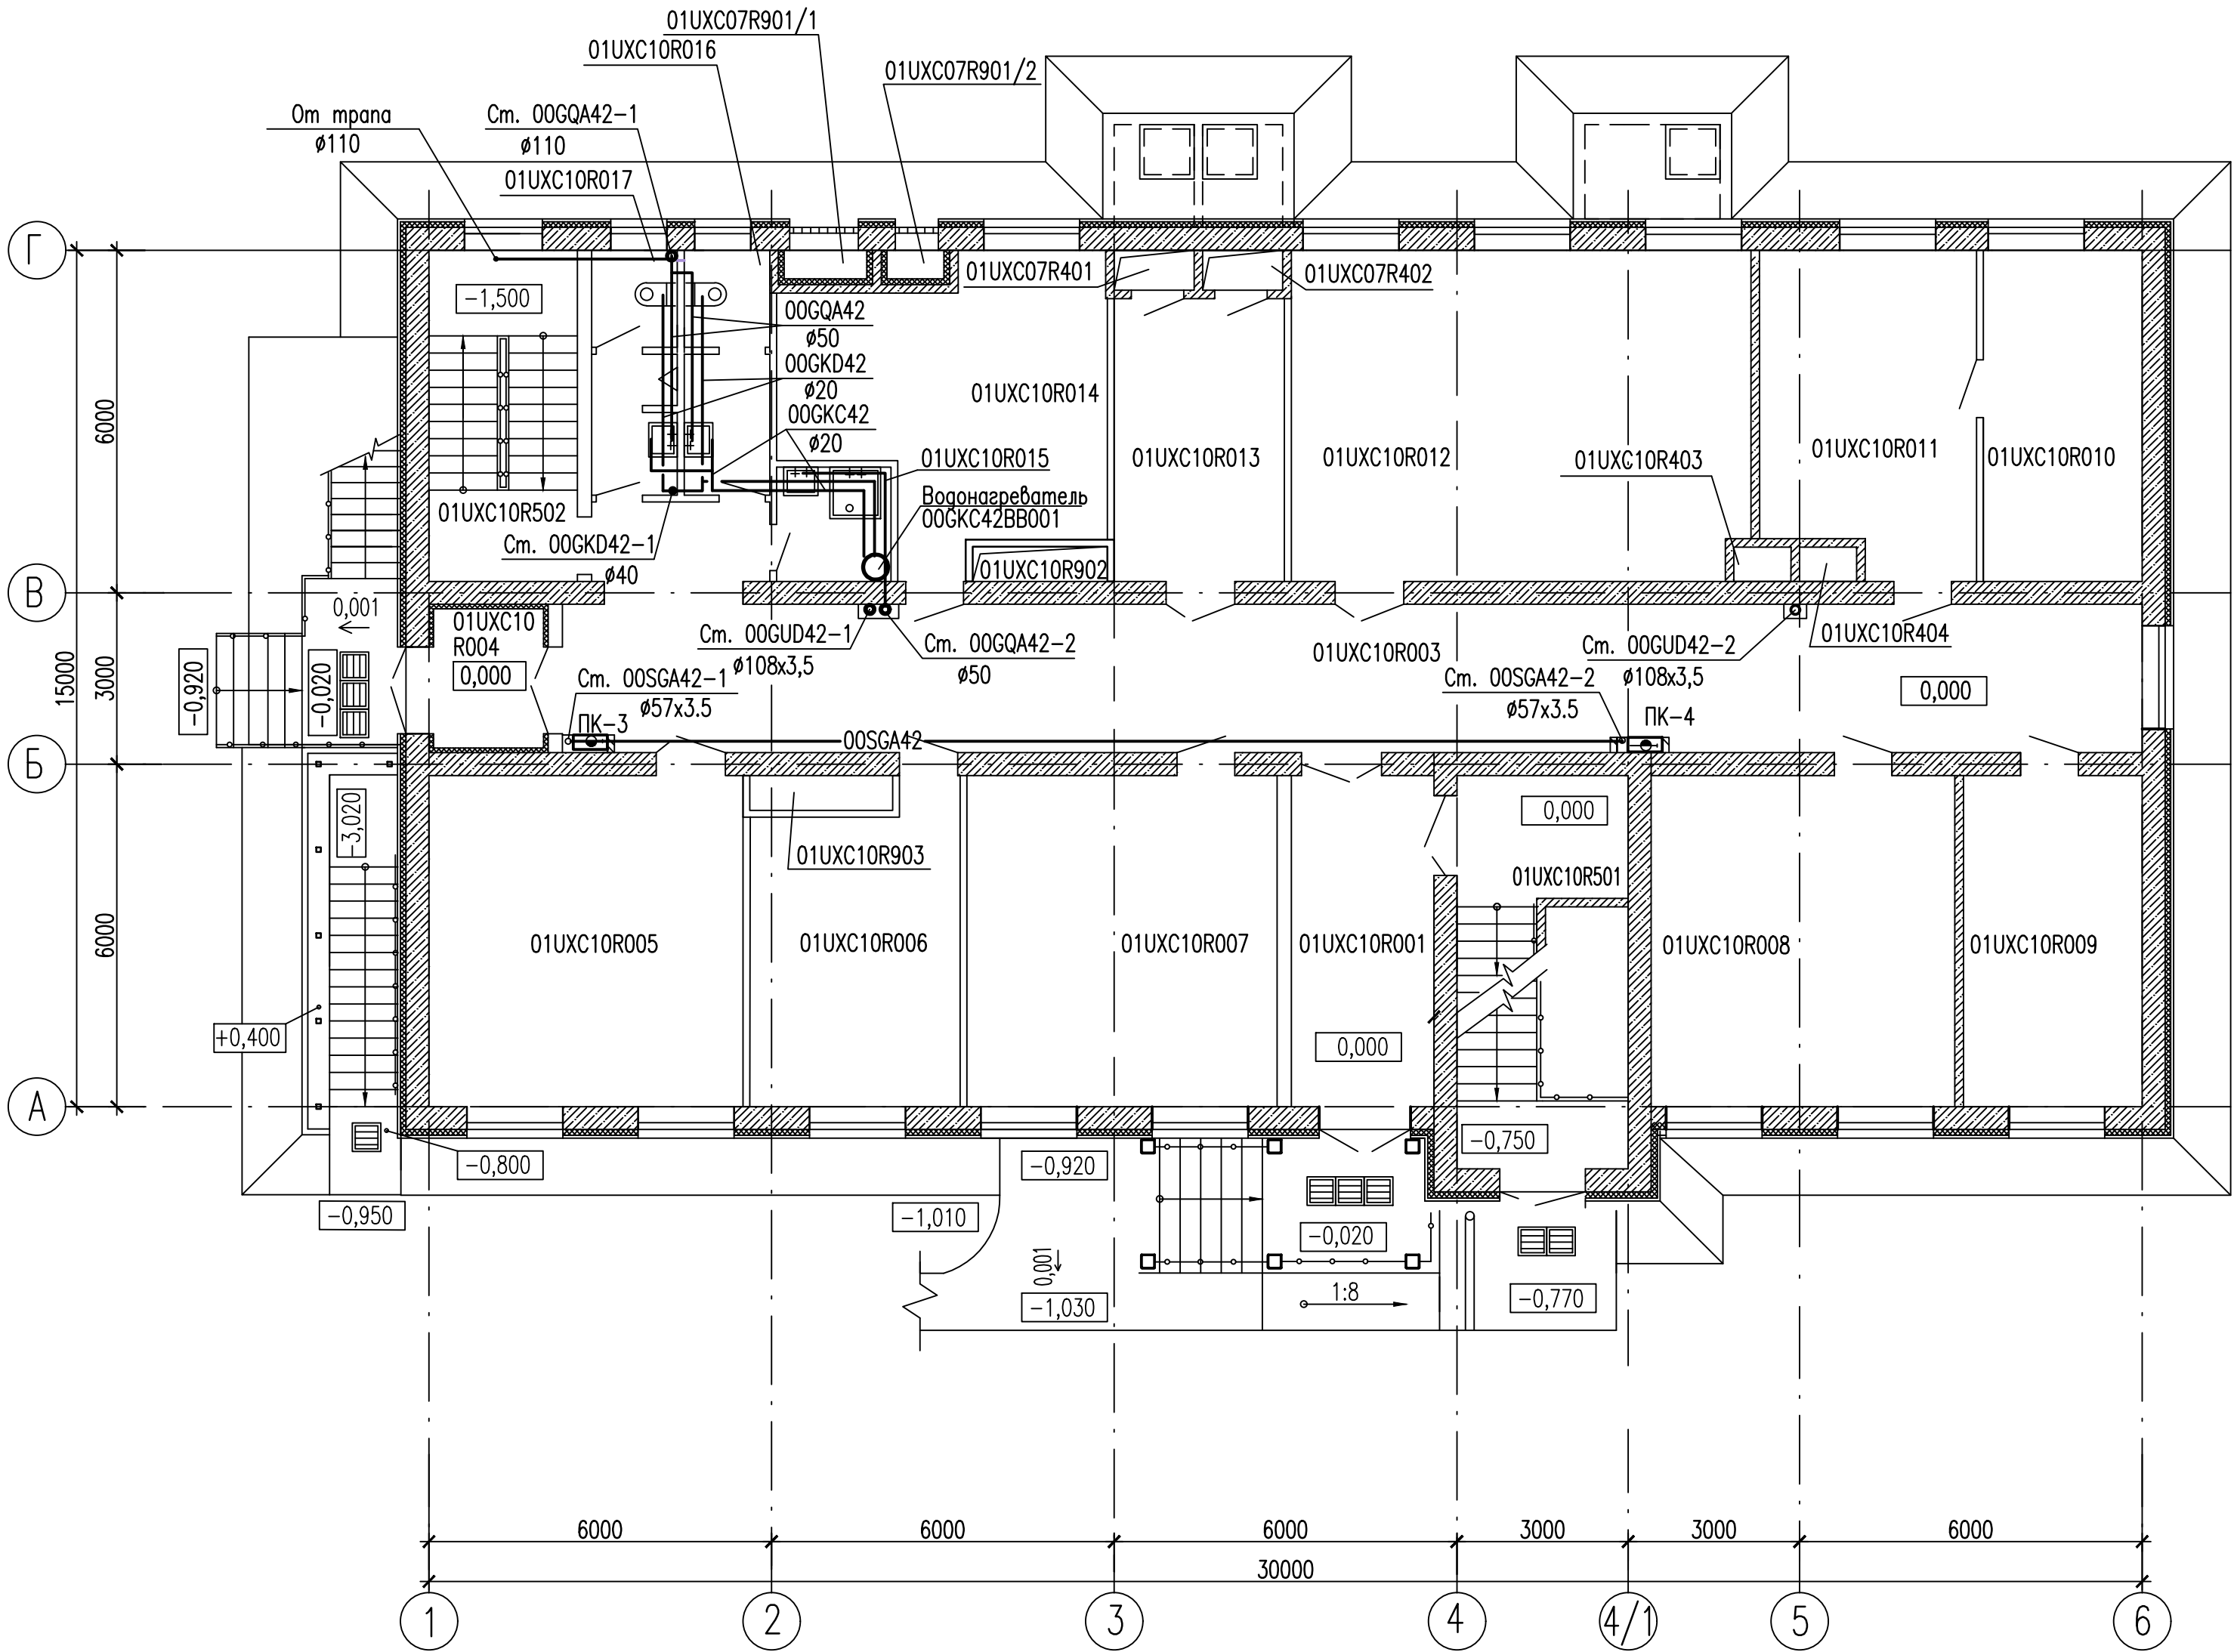 01UXC07R901/1
01UXC10R016
01UXC07R901/2
От трапа
ø110
Ст. 00GQA42-1
ø110
01UXC10R017
Г
-1,500
01UXC07R401
01UXC07R402
00GQA42
ø50
00GKD42
ø20
00GKC42
ø20
01UXC10R014
6000
01UXC10R015
01UXC10R013
01UXC10R012
01UXC10R403
01UXC10R011
01UXC10R010
Водонагреватель
00GKC42BB001
01UXC10R502
Ст. 00GKD42-1
ø40
01UXC10R902
В
0,001
01UXC10
R004
0,000
Ст. 00GUD42-1
ø108x3,5
Ст. 00GQA42-2
ø50
01UXC10R003
Ст. 00GUD42-2
ø108x3,5
01UXC10R404
15000
3000
-0,920
-0,020
Ст. 00SGA42-1
ø57x3.5
ПК-3
Ст. 00SGA42-2
ø57x3.5
ПК-4
0,000
00SGA42
Б
-3,020
0,000
01UXC10R903
01UXC10R501
6000
01UXC10R005
01UXC10R006
01UXC10R007
01UXC10R001
01UXC10R008
01UXC10R009
+0,400
0,000
А
-0,800
-0,920
-0,750
-0,950
-1,010
-0,020
0,001
-1,030
1:8
-0,770
6000
6000
6000
3000
3000
6000
30000
1
2
3
4
4/1
5
6